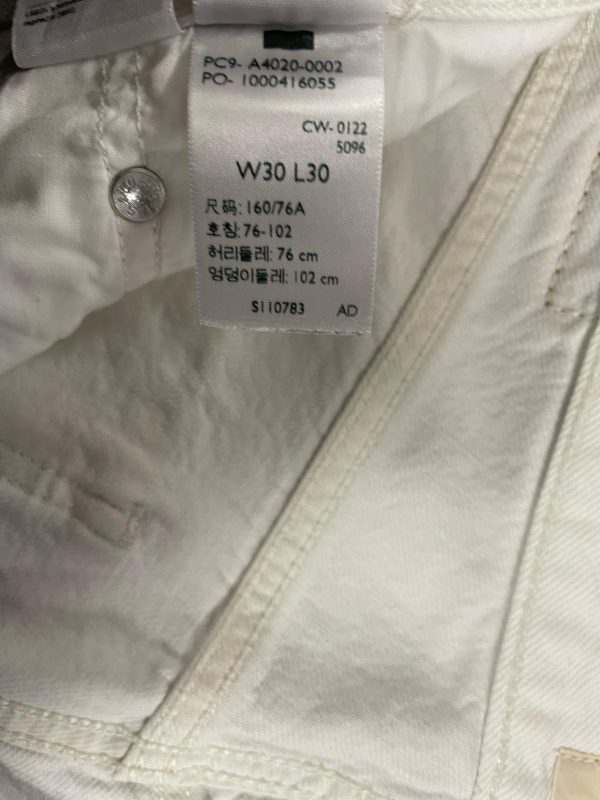 PC9- A4020-0002
PO- 1000416055
CW-0122
5096
W30 L30
尺码: 160/76A
호칭: 76-102
허리둘레: 76 cm
엉덩이둘레: 102 cm
S110783 AD